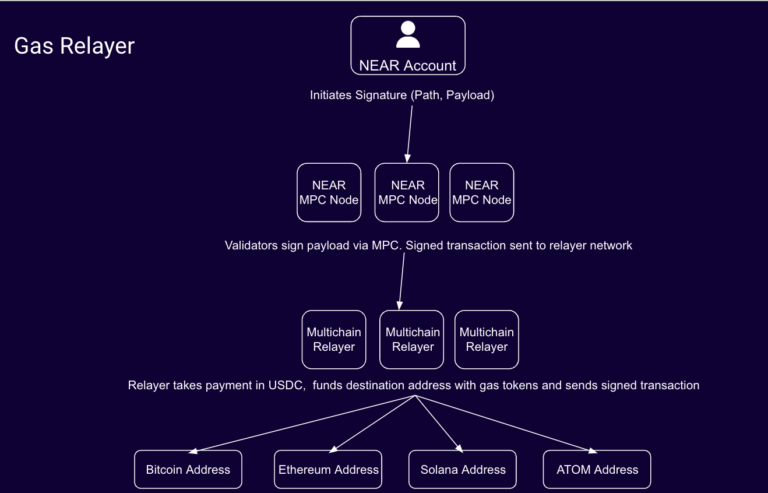 Gas Relayer
NEAR Account
Initiates Signature (Path, Payload)
NEAR
MPC Node
NEAR
MPC Node
NEAR
MPC Node
Validators sign payload via MPC. Signed transaction sent to relayer network
Multichain
Relayer
Multichain
Relayer
Multichain
Relayer
Relayer takes payment in USDC, funds destination address with gas tokens and sends signed transaction
Bitcoin Address
Ethereum Address
Solana Address
ATOM Address